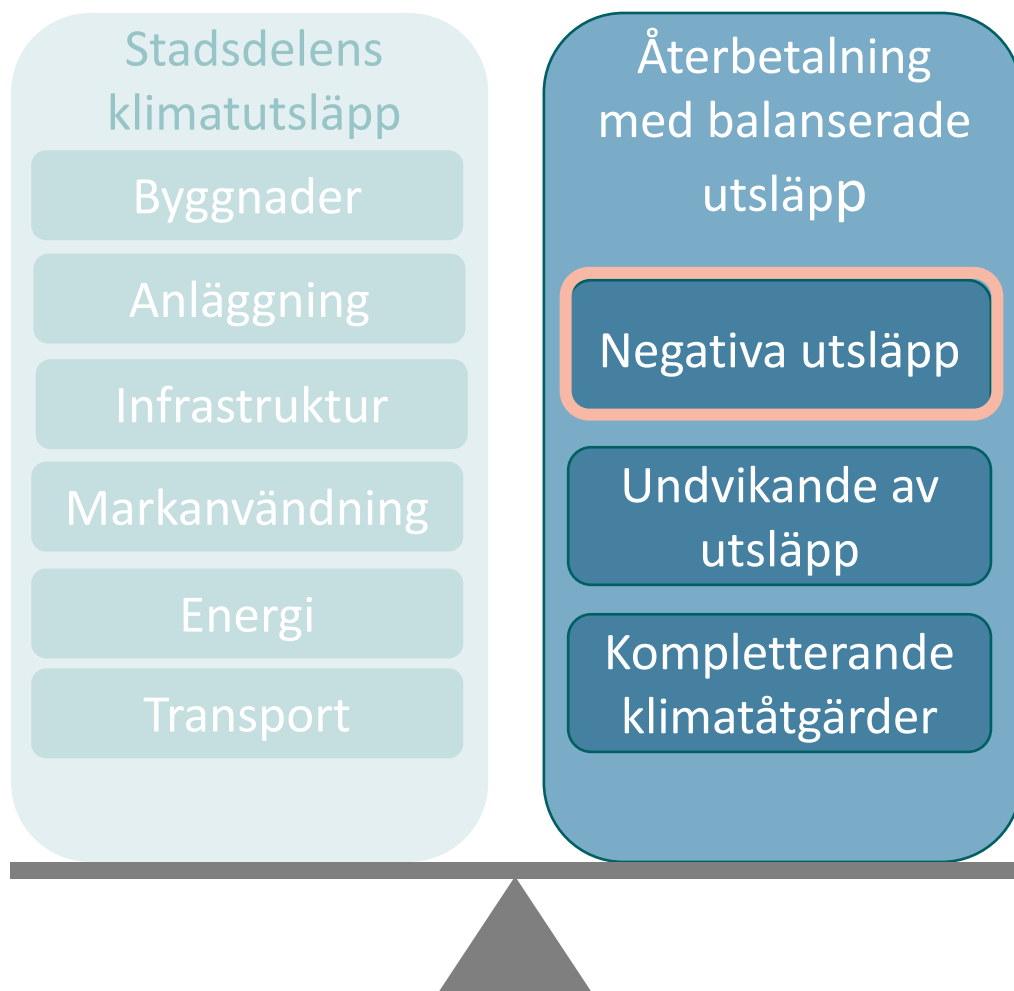 Stadsdelens
klimatutsläpp
Byggnader
Anläggning
Infrastruktur
Markanvändning
Energi
Transport
Återbetalning
med balanserade
utsläpp
Negativa utsläpp
Undvikande av
utsläpp
Kompletterande
klimatåtgärder